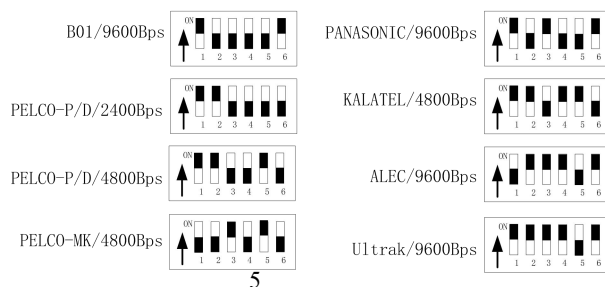 B01/9600Bps
ON
1 2 3 4 5 6
PELCO-P/D/2400Bps
ON
1 2 3 4 5 6
PELCO-P/D/4800Bps
ON
1 2 3 4 5 6
PELCO-MK/4800Bps
ON
1 2 3 4 5 6
PANASONIC/9600Bps
ON
1 2 3 4 5 6
KALATEL/4800Bps
ON
1 2 3 4 5 6
ALEC/9600Bps
ON
1 2 3 4 5 6
Ultrak/9600Bps
ON
1 2 3 4 5 6
5